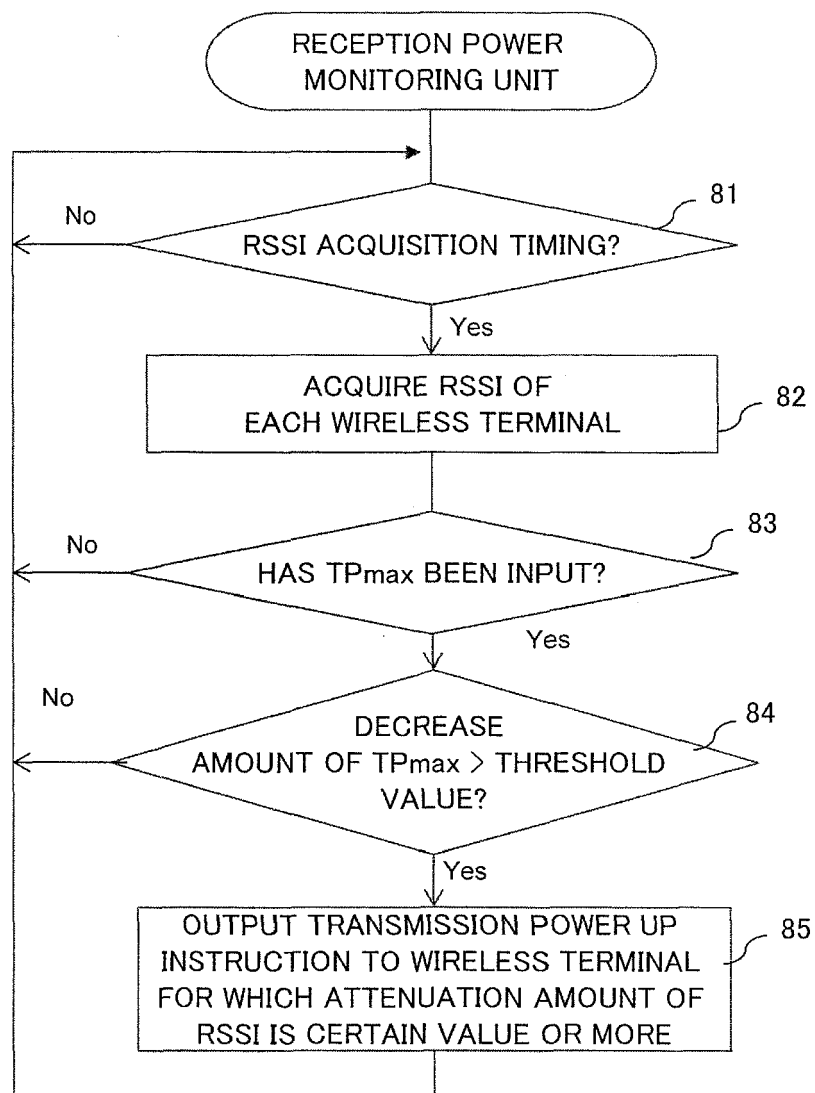 RECEPTION POWER
MONITORING UNIT
81
No
RSSI ACQUISITION TIMING?
Yes
ACQUIRE RSSI OF
EACH WIRELESS TERMINAL
82
83
No
HAS TPmax BEEN INPUT?
Yes
No
84
DECREASE
AMOUNT OF TPmax > THRESHOLD
VALUE?
Yes
OUTPUT TRANSMISSION POWER UP
INSTRUCTION TO WIRELESS TERMINAL
FOR WHICH ATTENUATION AMOUNT OF
RSSI IS CERTAIN VALUE OR MORE
85